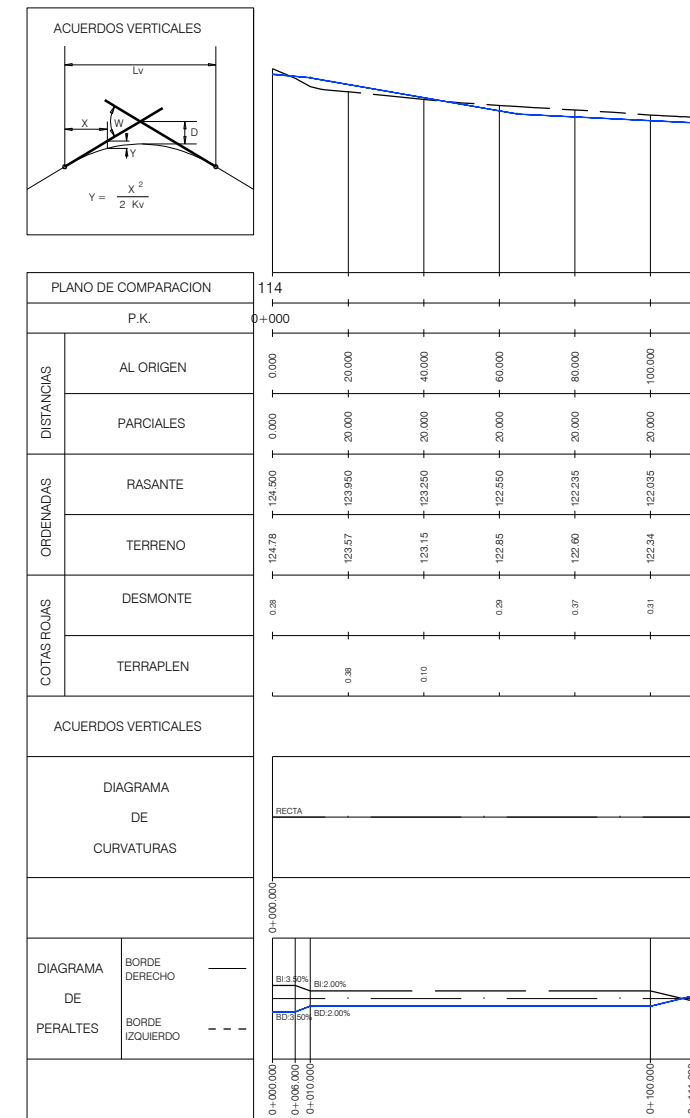 ACUERDOS VERTICALES
Lv
X
W
D
Y
Y = X 2
2 Kv
PLANO DE COMPARACION 114
P.K. 0+000
DISTANCIAS
AL ORIGEN 0.000 20.000 40.000 60.000 80.000 100.000
PARCIALES 0.000 20.000 20.000 20.000 20.000 20.000
ORDENADAS
RASANTE 124.500 123.950 123.250 122.550 122.235 122.035
TERRENO 124.78 123.57 123.15 122.85 122.60 122.34
COTAS ROJAS
DESMONTE 0.28 0.29 0.37 0.31
TERRAPLEN 0.38 0.10
ACUERDOS VERTICALES
DIAGRAMA
DE
CURVATURAS
RECTA
0+000.000
DIAGRAMA
DE
PERALTES
BORDE
DERECHO
BORDE
IZQUIERDO
BI:3.50% BI:2.00%
BD:3.50% BD:2.00%
0+000.000 0+006.000 0+010.000 0+100.000